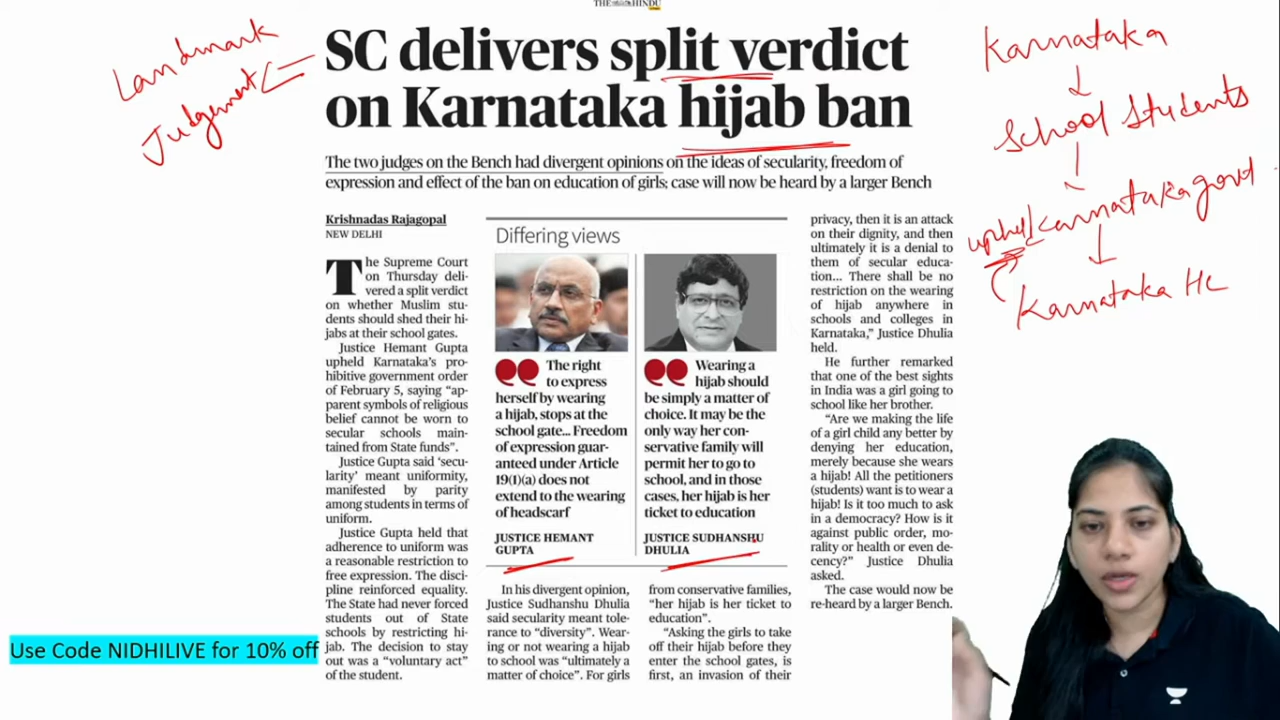 THE HINDU
Landmark
Judgement
SC delivers split verdict
on Karnataka hijab ban
The two judges on the Bench had divergent opinions on the ideas of secularity, freedom of
expression and effect of the ban on education of girls; case will now be heard by a larger Bench
Krishnadas Rajagopal
NEW DELHI
The Supreme Court
on Thursday deli-
vered a split verdict
on whether Muslim stu-
dents should shed their hi-
jabs at their school gates.
Justice Hemant Gupta
upheld Karnataka's pro-
hibitive government order
of February 5, saying "ap-
parent symbols of religious
belief cannot be worn to
secular schools main-
tained from State funds".
Justice Gupta said 'secu-
larity' meant uniformity,
manifested by parity
among students in terms of
uniform.
Justice Gupta held that
adherence to uniform was
a reasonable restriction to
free expression. The disci-
pline reinforced equality.
The State had never forced
students out of State
schools by restricting hi-
jab. The decision to stay
out was a "voluntary act"
of the student.
Differing views
The right
to express
herself by wearing
a hijab, stops at the
school gate... Freedom
of expression guar-
anteed under Article
19(1)(a) does not
extend to the wearing
of headscarf
JUSTICE HEMANT
GUPTA
Wearing a
hijab should
be simply a matter of
choice. It may be the
only way her con-
servative family will
permit her to go to
school, and in those
cases, her hijab is her
ticket to education
JUSTICE SUDHANSHU
DHULIA
In his divergent opinion,
Justice Sudhanshu Dhulia
said secularity meant tole-
rance to "diversity". Wear-
ing or not wearing a hijab
to school was "ultimately a
matter of choice". For girls
from conservative families,
"her hijab is her ticket to
education".
"Asking the girls to take
off their hijab before they
enter the school gates, is
first, an invasion of their
privacy, then it is an attack
on their dignity, and then
ultimately it is a denial to
them of secular educa-
tion... There shall be no
restriction on the wearing
of hijab anywhere in
schools and colleges in
Karnataka," Justice Dhulia
held.
He further remarked
that one of the best sights
in India was a girl going to
school like her brother.
"Are we making the life
of a girl child any better by
denying her education,
merely because she wears
a hijab! All the petitioners
(students) want is to wear a
hijab! Is it too much to ask
in a democracy? How is it
against public order, mo-
rality or health or even de-
cency?" Justice Dhulia
asked.
The case would now be
re-heard by a larger Bench.
Karnataka
School Students
Karnataka govt
upheld
Karnataka HC
Use Code NIDHILIVE for 10% off